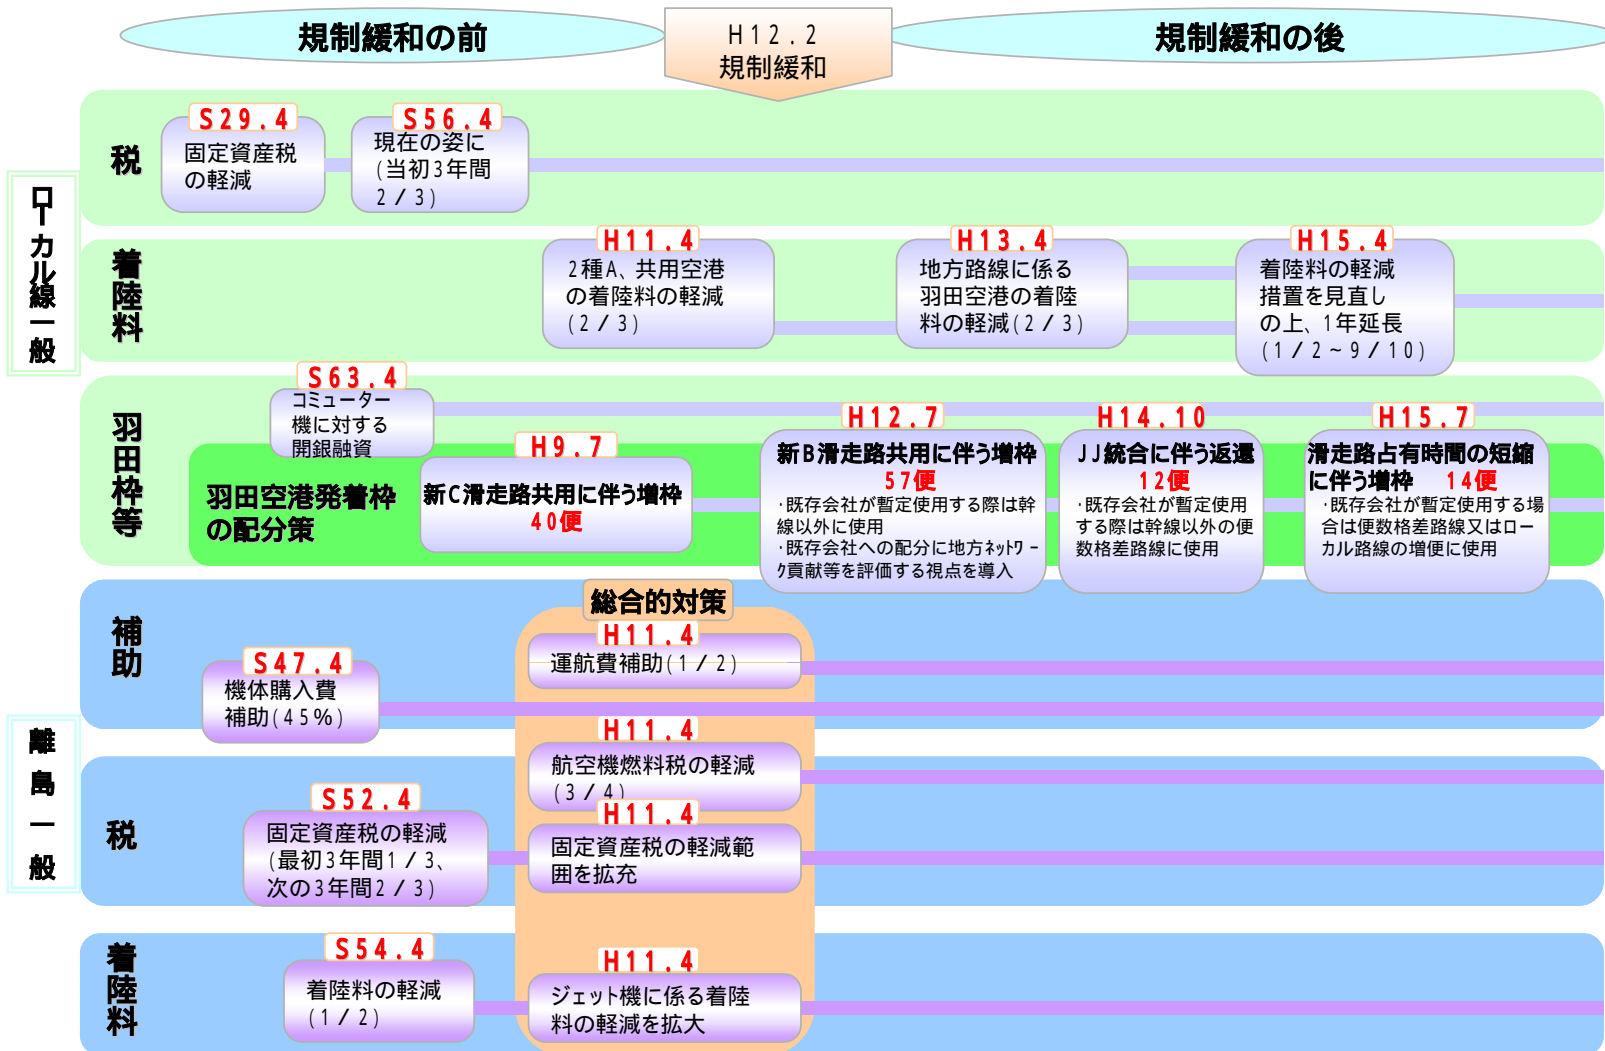 規制緩和の前
H12.2
規制緩和
規制緩和の後
ローカル線一般
税
S29.4
固定資産税
の軽減
S56.4
現在の姿に
(当初3年間
2/3)
着陸料
H11.4
2種A、共用空港
の着陸料の軽減
(2/3)
H13.4
地方路線に係る
羽田空港の着陸
料の軽減(2/3)
H15.4
着陸料の軽減
措置を見直し
の上、1年延長
(1/2~9/10)
羽田枠等
S63.4
コミューター
機に対する
開銀融資
羽田空港発着枠
の配分策
H9.7
新C滑走路共用に伴う増枠
40便
H12.7
新B滑走路共用に伴う増枠
57便
・既存会社が暫定使用する際は幹
線以外に使用
・既存会社への配分に地方ネットワー
ク貢献等を評価する視点を導入
H14.10
JJ統合に伴う返還
12便
・既存会社が暫定使用
する際は幹線以外の便
数格差路線に使用
H15.7
滑走路占有時間の短縮
に伴う増枠 14便
・既存会社が暫定使用する場
合は便数格差路線又はロー
カル路線の増便に使用
離島一般
総合的対策
補助
S47.4
機体購入費
補助(45%)
H11.4
運航費補助(1/2)
税
H11.4
航空機燃料税の軽減
(3/4)
S52.4
固定資産税の軽減
(最初3年間1/3、
次の3年間2/3)
H11.4
固定資産税の軽減範
囲を拡充
着陸料
S54.4
着陸料の軽減
(1/2)
H11.4
ジェット機に係る着陸
料の軽減を拡大